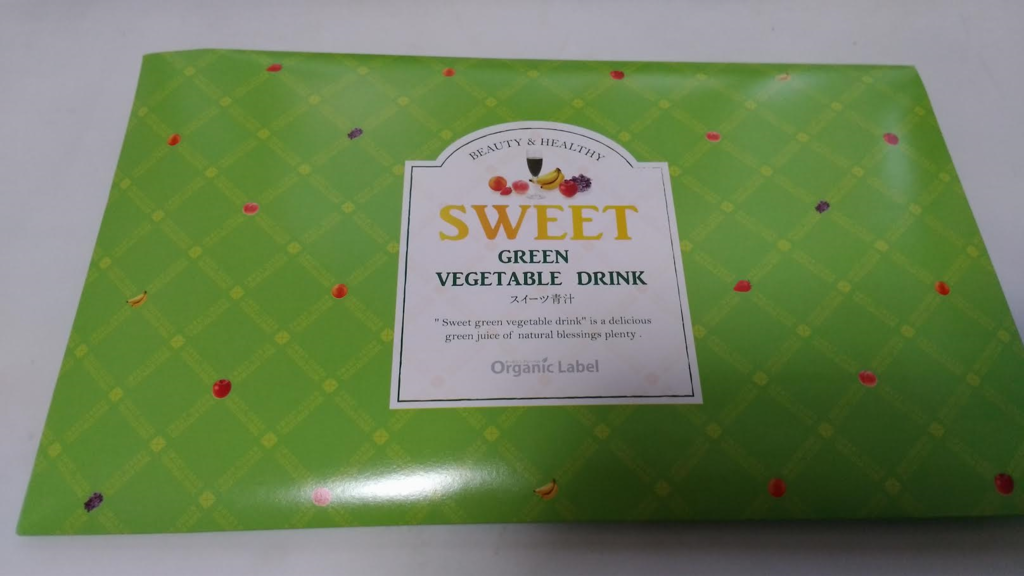 BEAUTY & HEALTHY
SWEET
GREEN
VEGETABLE DRINK
スイーツ青汁
" Sweet green vegetable drink" is a delicious
green juice of natural blessings plenty .
Organic Label